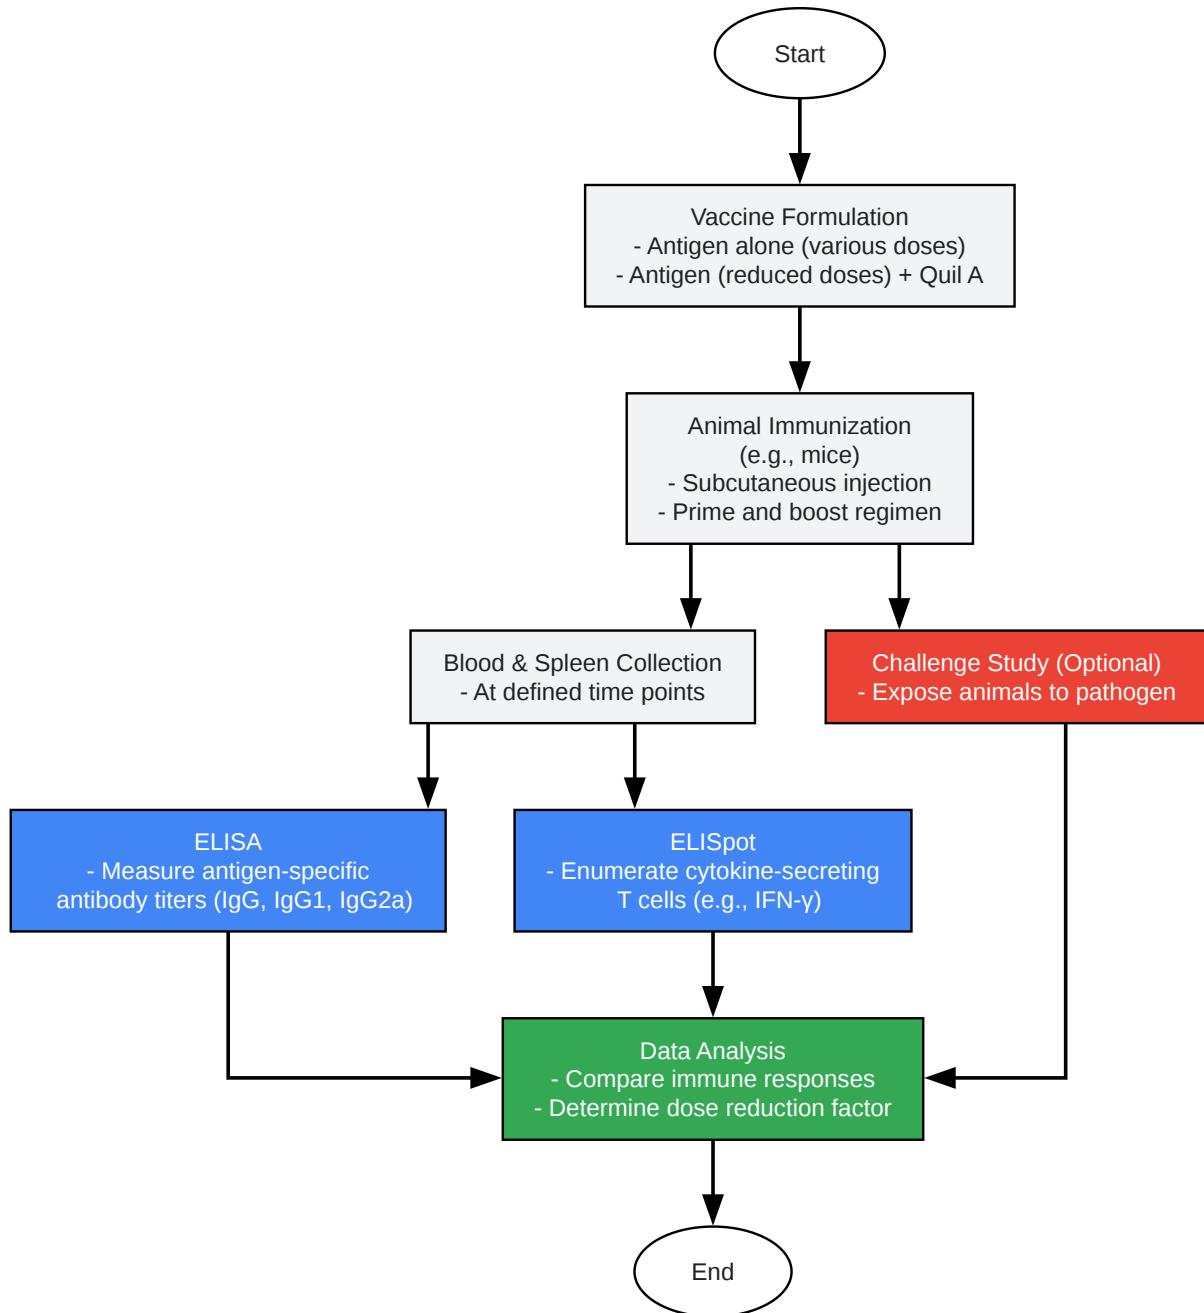 Start
Vaccine Formulation
- Antigen alone (various doses)
- Antigen (reduced doses) + Quil A
Animal Immunization
(e.g., mice)
- Subcutaneous injection
- Prime and boost regimen
Blood & Spleen Collection
- At defined time points
Challenge Study (Optional)
- Expose animals to pathogen
ELISA
- Measure antigen-specific
antibody titers (IgG, IgG1, IgG2a)
ELISpot
- Enumerate cytokine-secreting
T cells (e.g., IFN-γ)
Data Analysis
- Compare immune responses
- Determine dose reduction factor
End